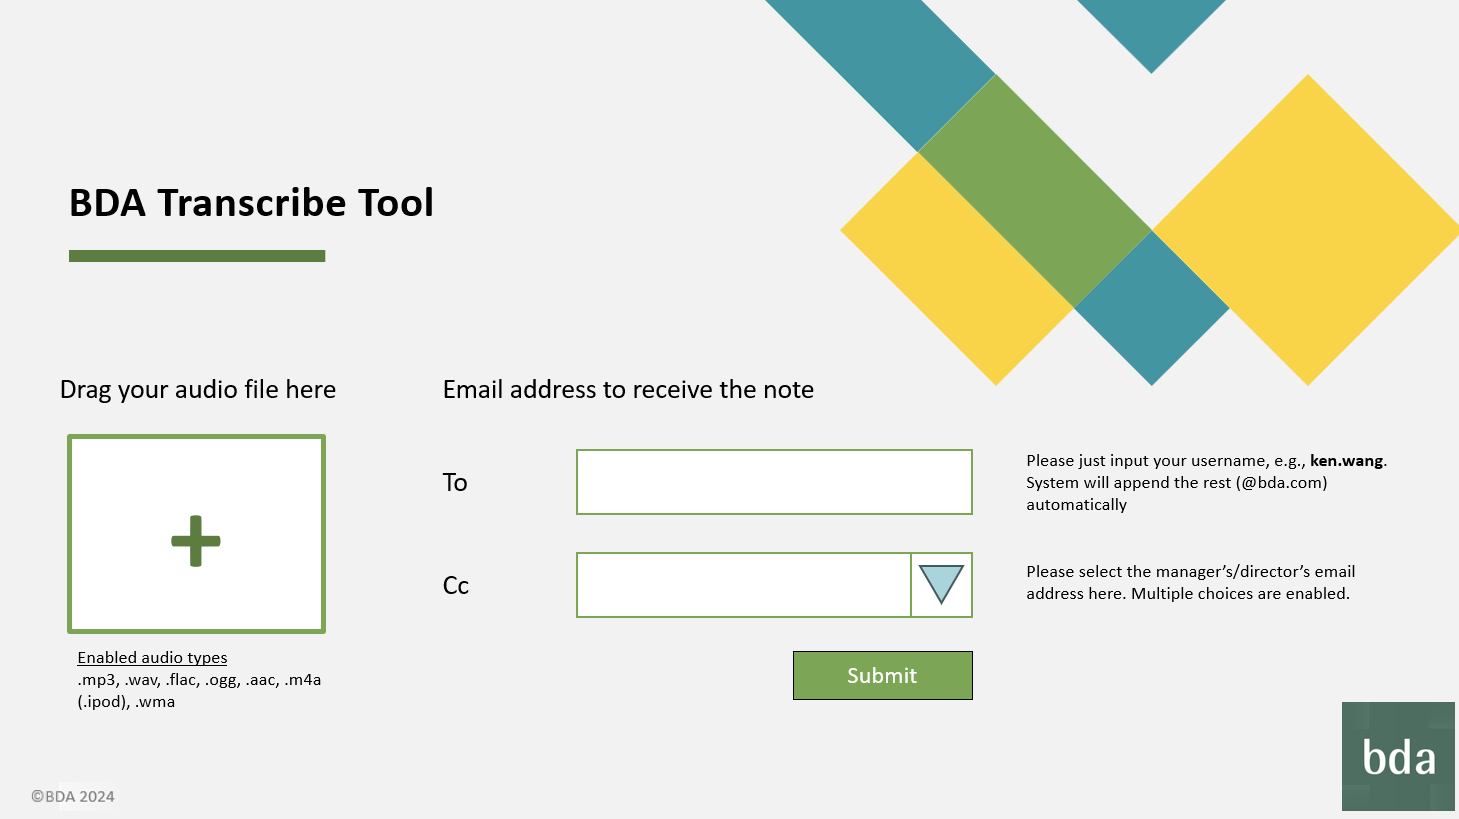 BDA Transcribe Tool
Drag your audio file here
Enabled audio types
.mp3, .wav, .flac, .ogg, .aac, .m4a
(.ipod), .wma
Email address to receive the note
To
Please just input your username, e.g., ken.wang.
System will append the rest (@bda.com)
automatically
Cc
Please select the manager’s/director’s email
address here. Multiple choices are enabled.
Submit
©BDA 2024
bda